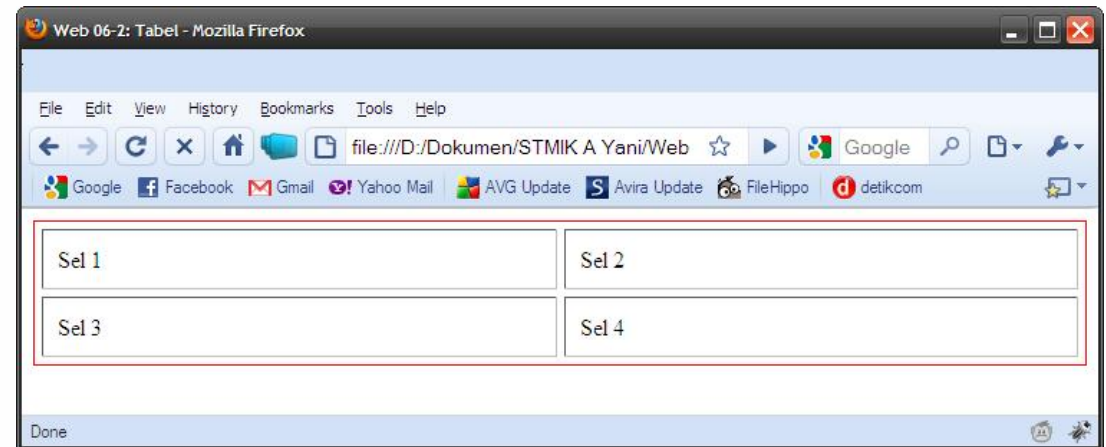 Web 06-2: Tabel - Mozilla Firefox
File Edit View History Bookmarks Tools Help
file:///D:/Dokumen/STMIK A Yani/Web Google
Google Facebook Gmail Yahoo Mail AVG Update Avira Update FileHippo detikcom
Sel 1 Sel 2
Sel 3 Sel 4
Done